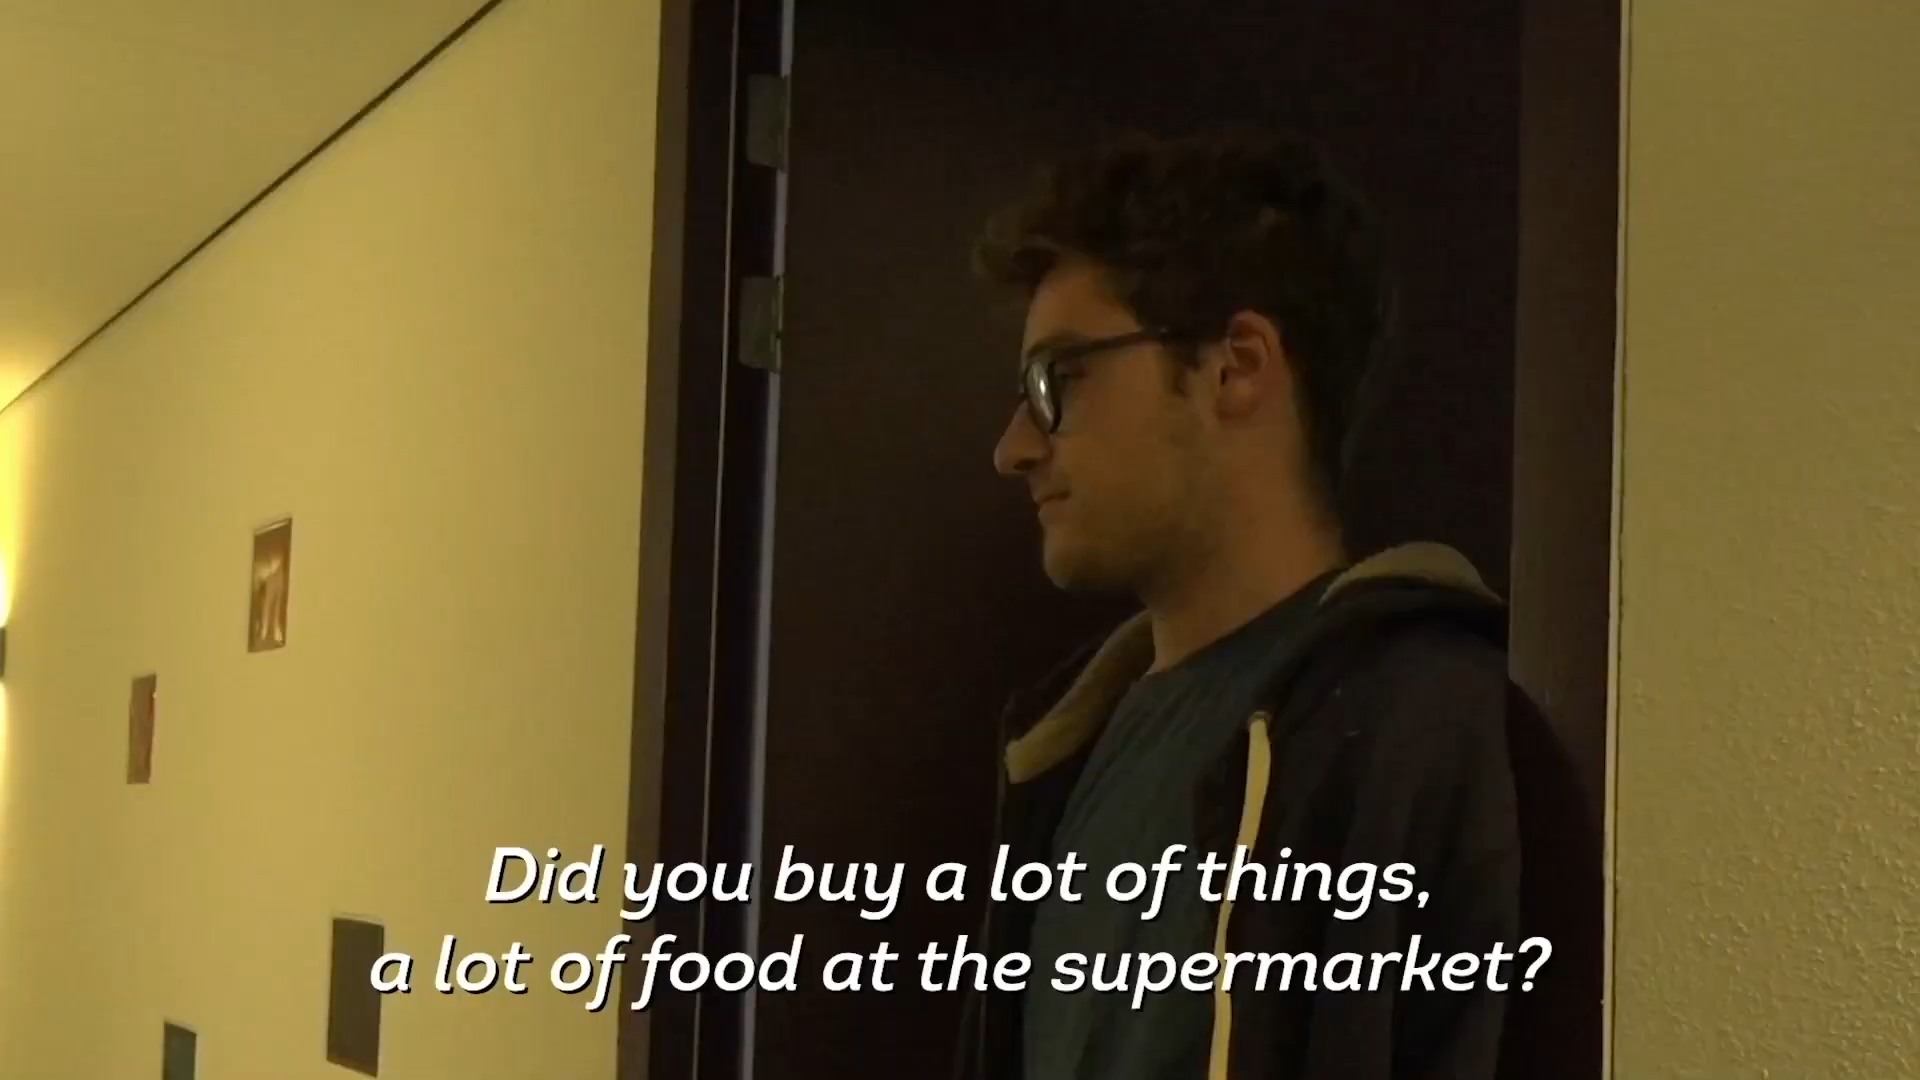 Did you buy a lot of things,
a lot of food at the supermarket?